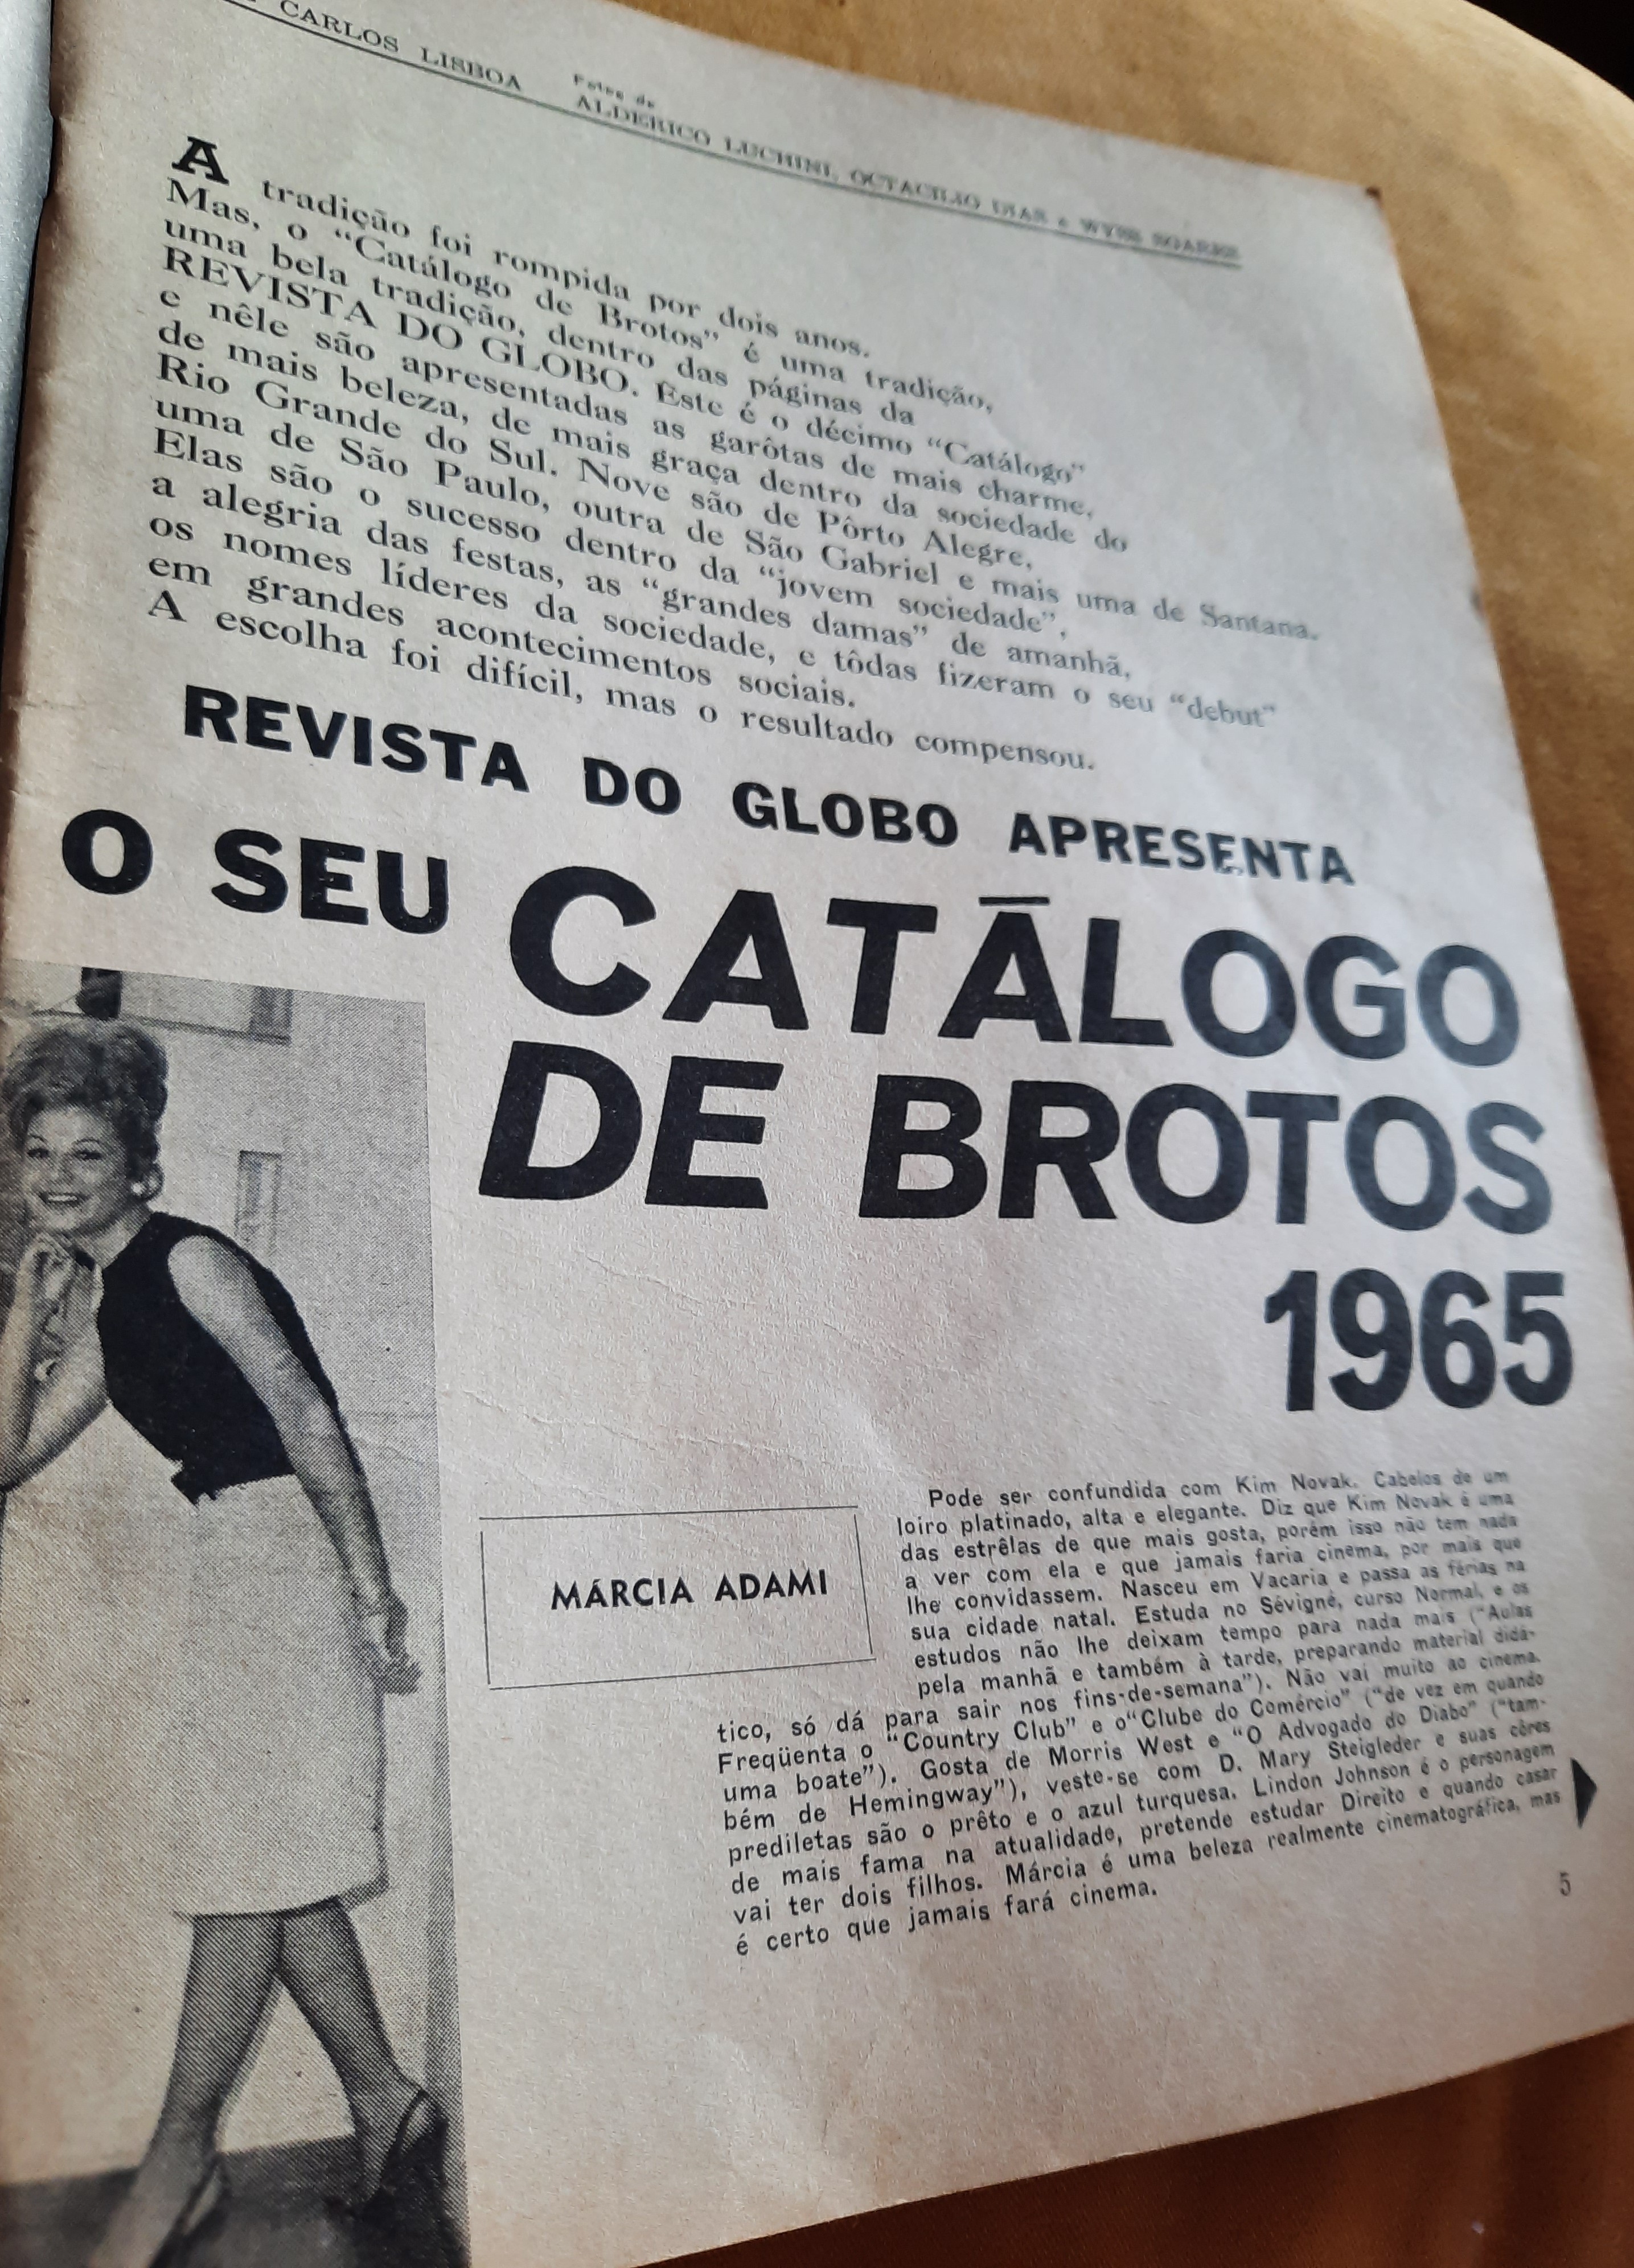 CARLOS LISBOA
Fotos de
ALDERICO LUCHINI, OCTACILIO DIAS e WYSE SOARES
A tradição foi rompida por dois anos.
Mas, o “Catálogo de Brotos” é uma tradição,
uma bela tradição, dentro das páginas da
REVISTA DO GLOBO. Êste é o décimo “Catálogo”
e nêle são apresentadas as garôtas de mais charme,
de mais beleza, de mais graça dentro da sociedade do
Rio Grande do Sul. Nove são de Pôrto Alegre,
uma de São Paulo, outra de São Gabriel e mais uma de Santana.
Elas são o sucesso dentro da “jovem sociedade”,
a alegria das festas, as “grandes damas” de amanhã,
os nomes líderes da sociedade, e tôdas fizeram o seu “debut”
em grandes acontecimentos sociais.
A escolha foi difícil, mas o resultado compensou.
REVISTA DO GLOBO APRESENTA
O SEU CATÁLOGO
DE BROTOS
1965
MÁRCIA ADAMI
Pode ser confundida com Kim Novak. Cabelos de um
loiro platinado, alta e elegante. Diz que Kim Novak é uma
das estrêlas de que mais gosta, porém isso não tem nada
a ver com ela e que jamais faria cinema, por mais que
lhe convidassem. Nasceu em Vacaria e passa as férias na
sua cidade natal. Estuda no Sévigné, curso Normal, e os
estudos não lhe deixam tempo para nada mais (“Aulas
pela manhã e também à tarde, preparando material didá-
tico, só dá para sair nos fins-de-semana”). Não vai muito ao cinema.
Freqüenta o “Country Club” e o“Clube do Comércio” (“de vez em quando
uma boate”). Gosta de Morris West e “O Advogado do Diabo” (“tam-
bém de Hemingway”), veste-se com D. Mary Steigleder e suas côres
prediletas são o prêto e o azul turquesa. Lindon Johnson é o personagem
de mais fama na atualidade, pretende estudar Direito e quando casar
vai ter dois filhos. Márcia é uma beleza realmente cinematográfica, mas
é certo que jamais fará cinema.
5